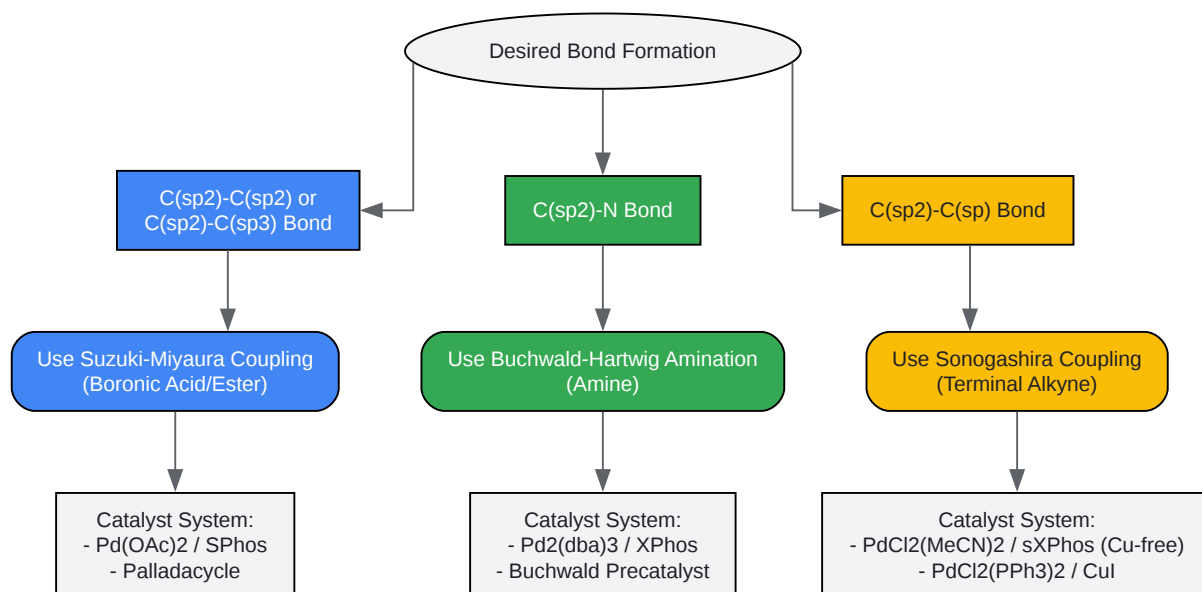 Desired Bond Formation
C(sp2)-C(sp2) or
C(sp2)-C(sp3) Bond
C(sp2)-N Bond
C(sp2)-C(sp) Bond
Use Suzuki-Miyaura Coupling
(Boronic Acid/Ester)
Use Buchwald-Hartwig Amination
(Amine)
Use Sonogashira Coupling
(Terminal Alkyne)
Catalyst System:
- Pd(OAc)2 / SPhos
- Palladacycle
Catalyst System:
- Pd2(dba)3 / XPhos
- Buchwald Precatalyst
Catalyst System:
- PdCl2(MeCN)2 / sXPhos (Cu-free)
- PdCl2(PPh3)2 / CuI